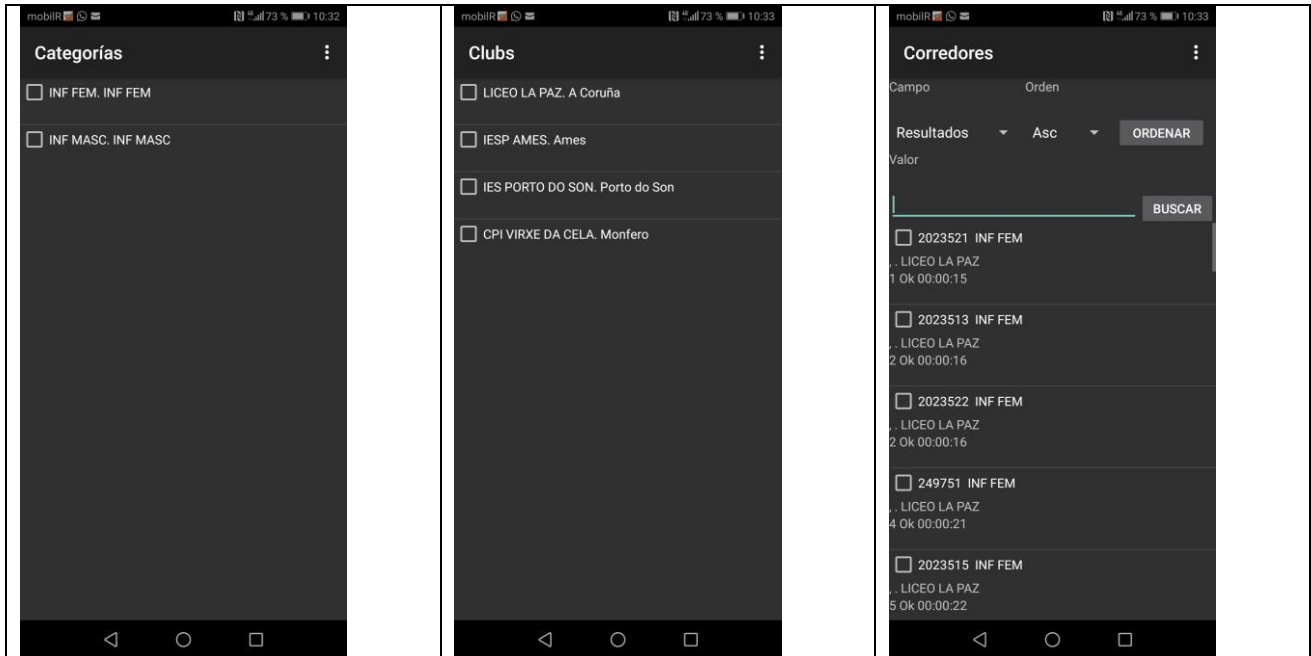 mobilR 73 % 10:32
Categorías
INF FEM. INF FEM
INF MASC. INF MASC
mobilR 73 % 10:33
Clubs
LICEO LA PAZ. A Coruña
IESP AMES. Ames
IES PORTO DO SON. Porto do Son
CPI VIRXE DA CELA. Monfero
mobilR 73 % 10:33
Corredores
Campo Orden
Resultados Asc ORDENAR
Valor
BUSCAR
2023521 INF FEM
, . LICEO LA PAZ
1 Ok 00:00:15
2023513 INF FEM
, . LICEO LA PAZ
2 Ok 00:00:16
2023522 INF FEM
, . LICEO LA PAZ
2 Ok 00:00:16
249751 INF FEM
, . LICEO LA PAZ
4 Ok 00:00:21
2023515 INF FEM
, . LICEO LA PAZ
5 Ok 00:00:22